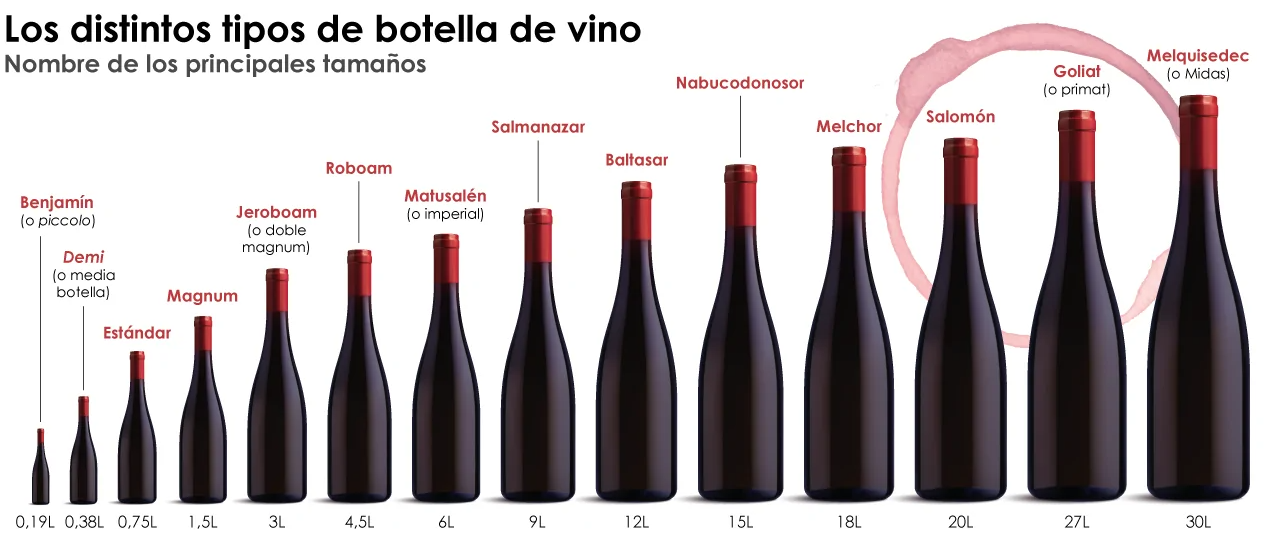 Los distintos tipos de botella de vino
Nombre de los principales tamaños
Benjamín
(o piccolo)
Demi
(o media
botella)
Estándar
Magnum
Jeroboam
(o doble
magnum)
Roboam
Matusalén
(o imperial)
Salmanazar
Baltasar
Nabucodonosor
Melchor
Salomón
Goliat
(o primat)
Melquisedec
(o Midas)
0,19L 0,38L 0,75L 1,5L 3L 4,5L 6L 9L 12L 15L 18L 20L 27L 30L